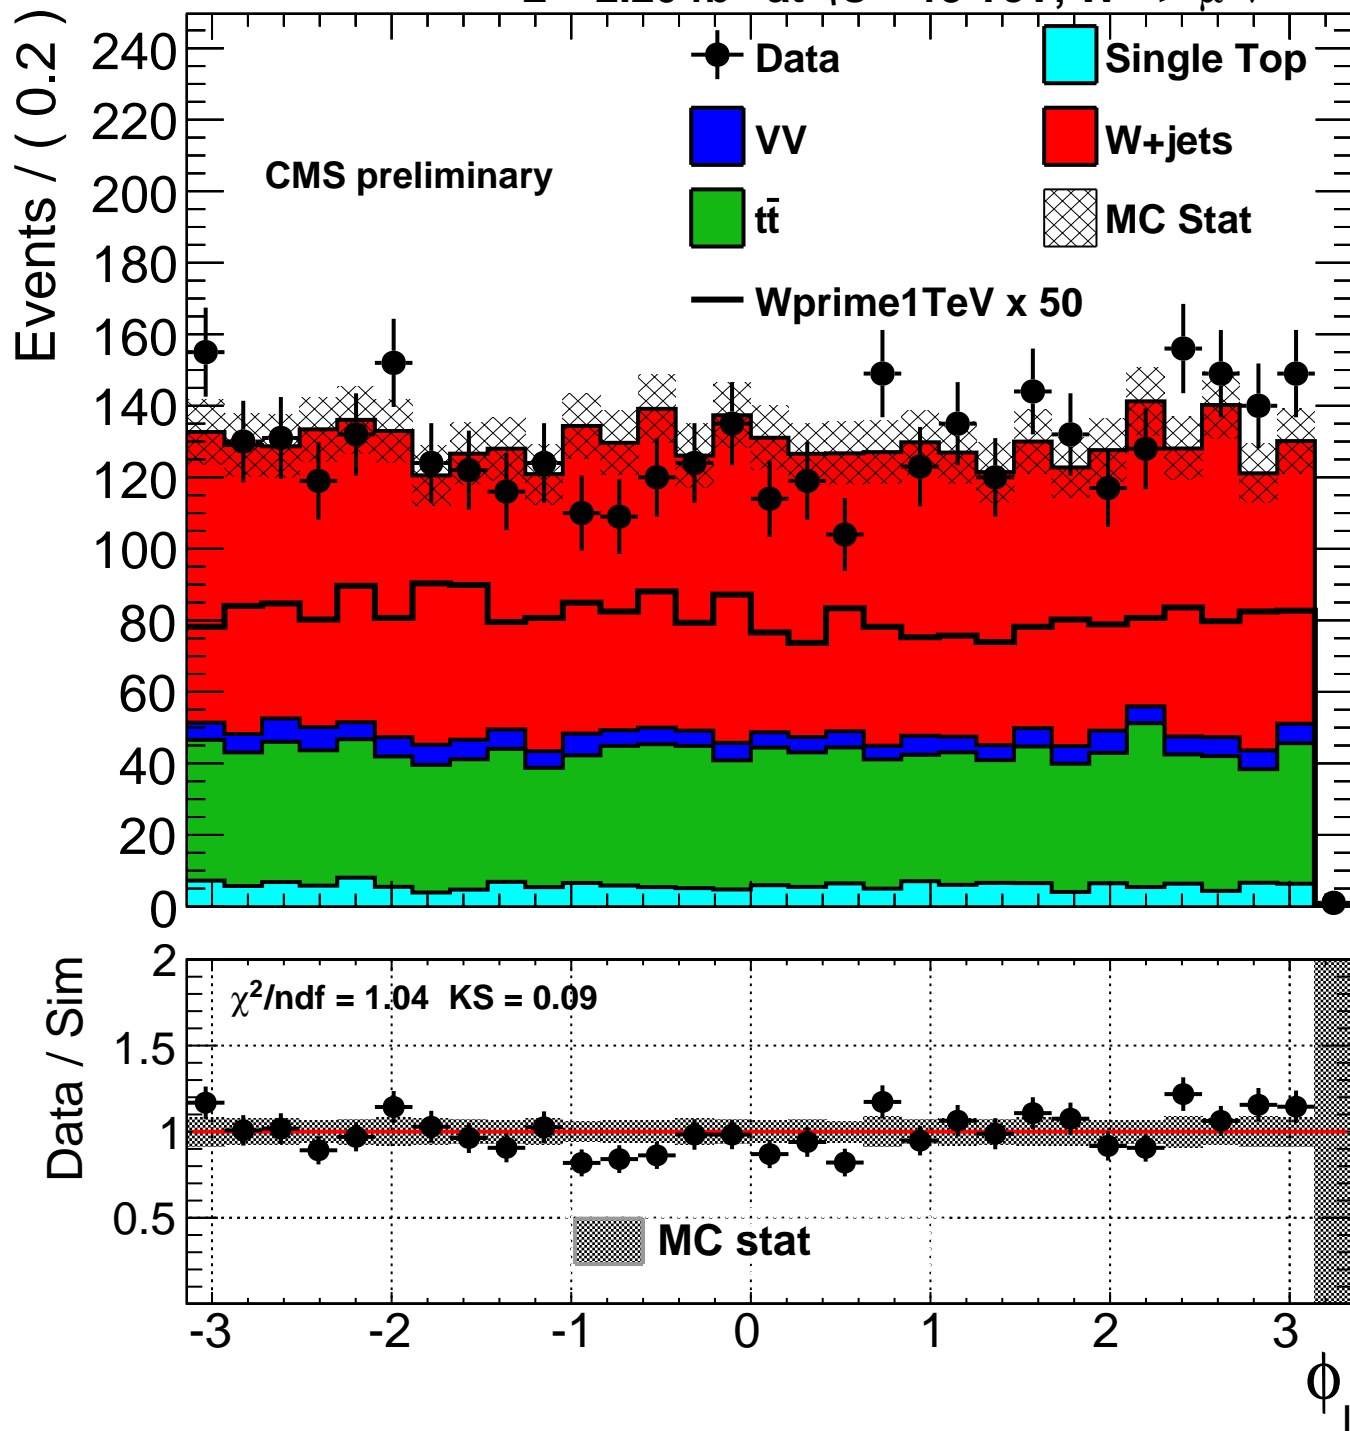 240
220
200
180
160
140
120
100
80
60
40
20
0
Events / ( 0.2 )
Data
Single Top
VV
W+jets
tt̄
MC Stat
Wprime1TeV x 50
CMS preliminary
2
1.5
1
0.5
Data / Sim
χ²/ndf = 1.04 KS = 0.09
MC stat
-3 -2 -1 0 1 2 3
ϕ